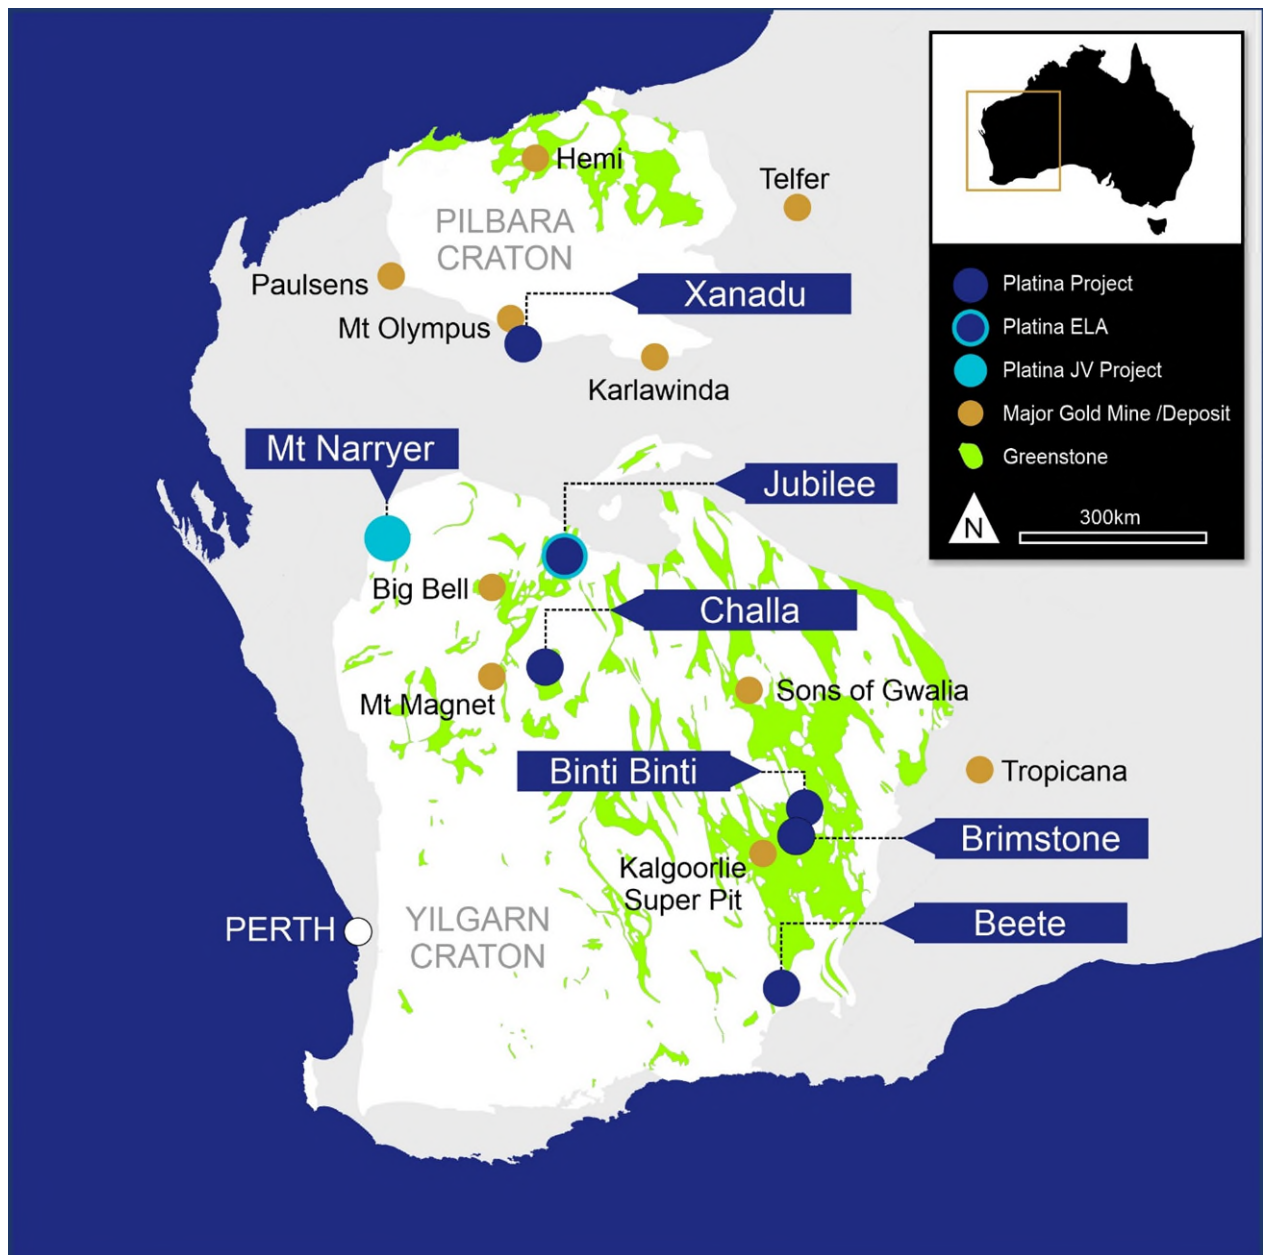 Hemi
Telfer
PILBARA
CRATON
Paulsens
Xanadu
Mt Olympus
Karlawinda
Mt Narryer
Jubilee
Big Bell
Challa
Mt Magnet
Sons of Gwalia
Binti Binti
Tropicana
Brimstone
Kalgoorlie
Super Pit
PERTH
YILGARN
CRATON
Beete
Platina Project
Platina ELA
Platina JV Project
Major Gold Mine /Deposit
Greenstone
N
300km